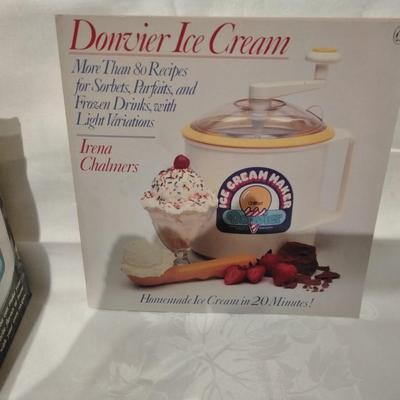 Donvier Ice Cream
More Than 80 Recipes
for Sorbets, Parfaits, and
Frozen Drinks, with
Light Variations
Irena
Chalmers
ICE CREAM MAKER
Homemade Ice Cream in 20 Minutes!